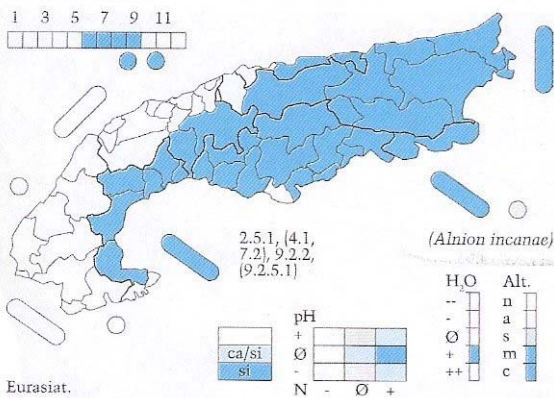 1 3 5 7 9 11
2.5.1, (4.1,
7.2), 9.2.2,
(9.2.5.1)
(Alnion incanae)
H₂O Alt.
-- n
- a
Ø s
+ m
++ c
pH
+
ca/si Ø
si -
N - Ø +
Eurasiat.